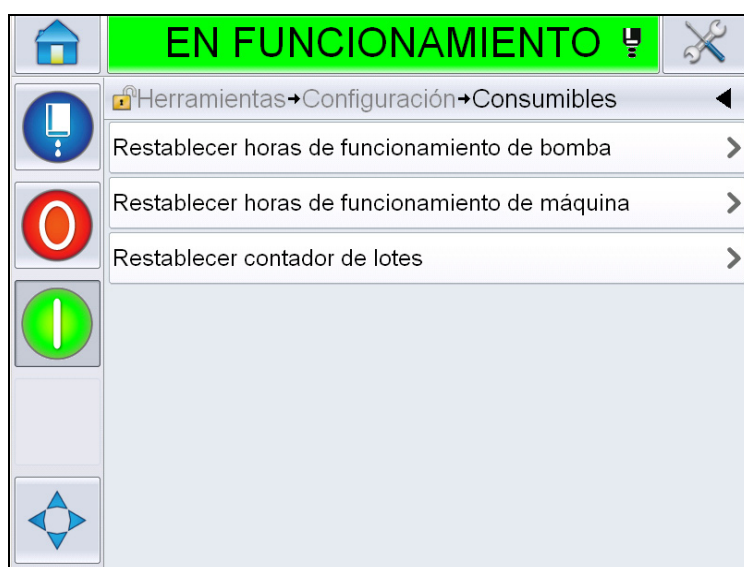 EN FUNCIONAMIENTO
Herramientas→Configuración→Consumibles
Restablecer horas de funcionamiento de bomba
Restablecer horas de funcionamiento de máquina
Restablecer contador de lotes